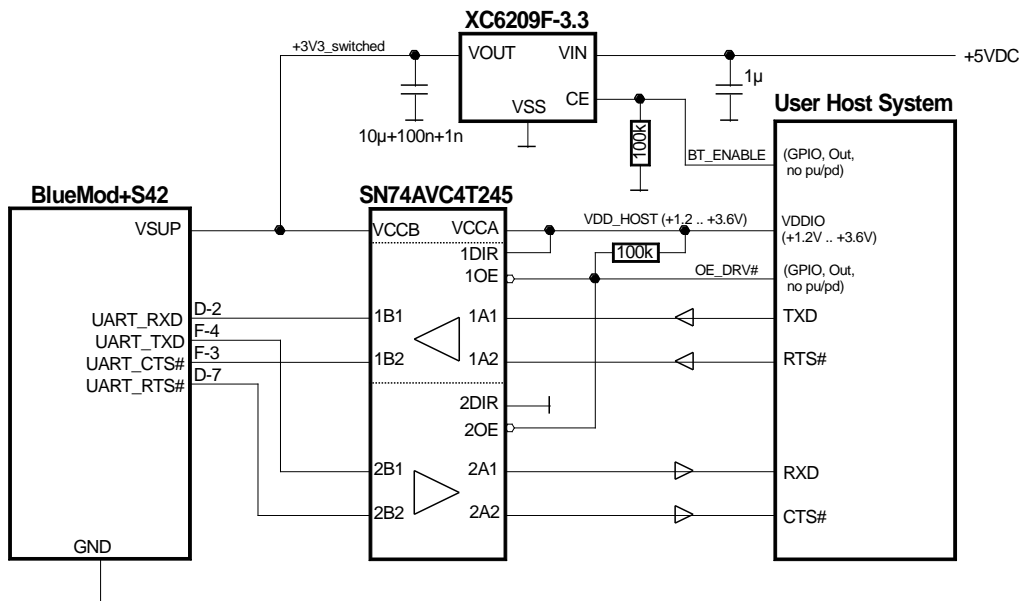 XC6209F-3.3
+3V3_switched
VOUT
VIN
+5VDC
CE
VSS
1µ
10µ+100n+1n
100k
User Host System
BT_ENABLE
(GPIO, Out,
no pu/pd)
BlueMod+S42
SN74AVC4T245
VSUP
VCCB
VCCA
VDD_HOST (+1.2 .. +3.6V)
VDDIO
(+1.2V .. +3.6V)
1DIR
100k
1OE
OE_DRV#
(GPIO, Out,
no pu/pd)
UART_RXD
D-2
1B1
1A1
TXD
UART_TXD
F-4
UART_CTS#
F-3
1B2
1A2
RTS#
UART_RTS#
D-7
2DIR
2OE
2B1
2A1
RXD
2B2
2A2
CTS#
GND